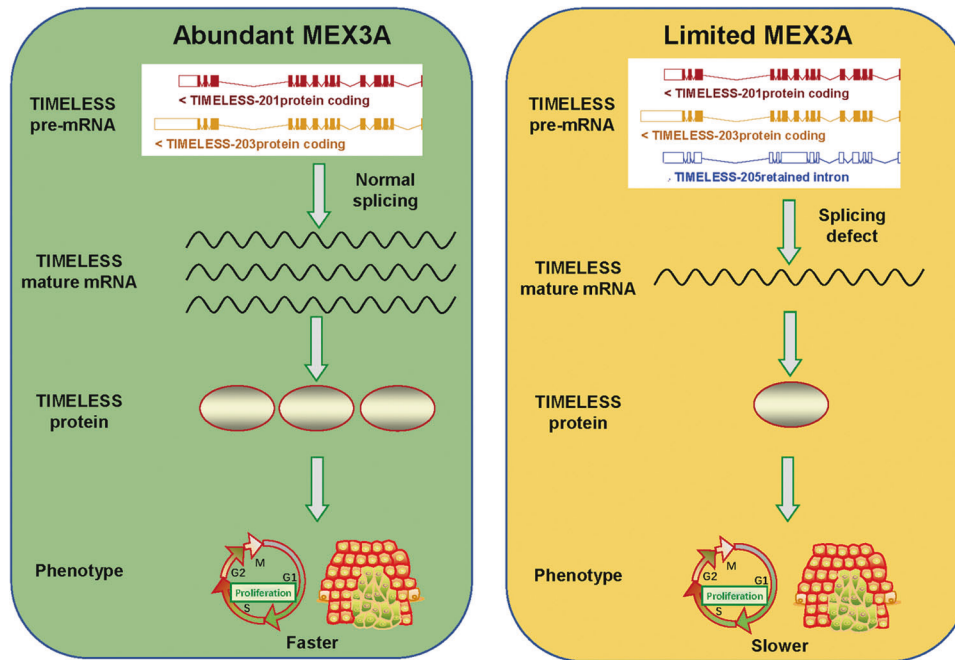 Abundant MEX3A
TIMELESS
pre-mRNA
< TIMELESS-201protein coding
< TIMELESS-203protein coding
Normal
splicing
TIMELESS
mature mRNA
TIMELESS
protein
Phenotype
M
G2
G1
Proliferation
S
Faster
Limited MEX3A
TIMELESS
pre-mRNA
< TIMELESS-201protein coding
< TIMELESS-203protein coding
TIMELESS-205retained intron
Splicing
defect
TIMELESS
mature mRNA
TIMELESS
protein
Phenotype
M
G2
G1
Proliferation
S
Slower